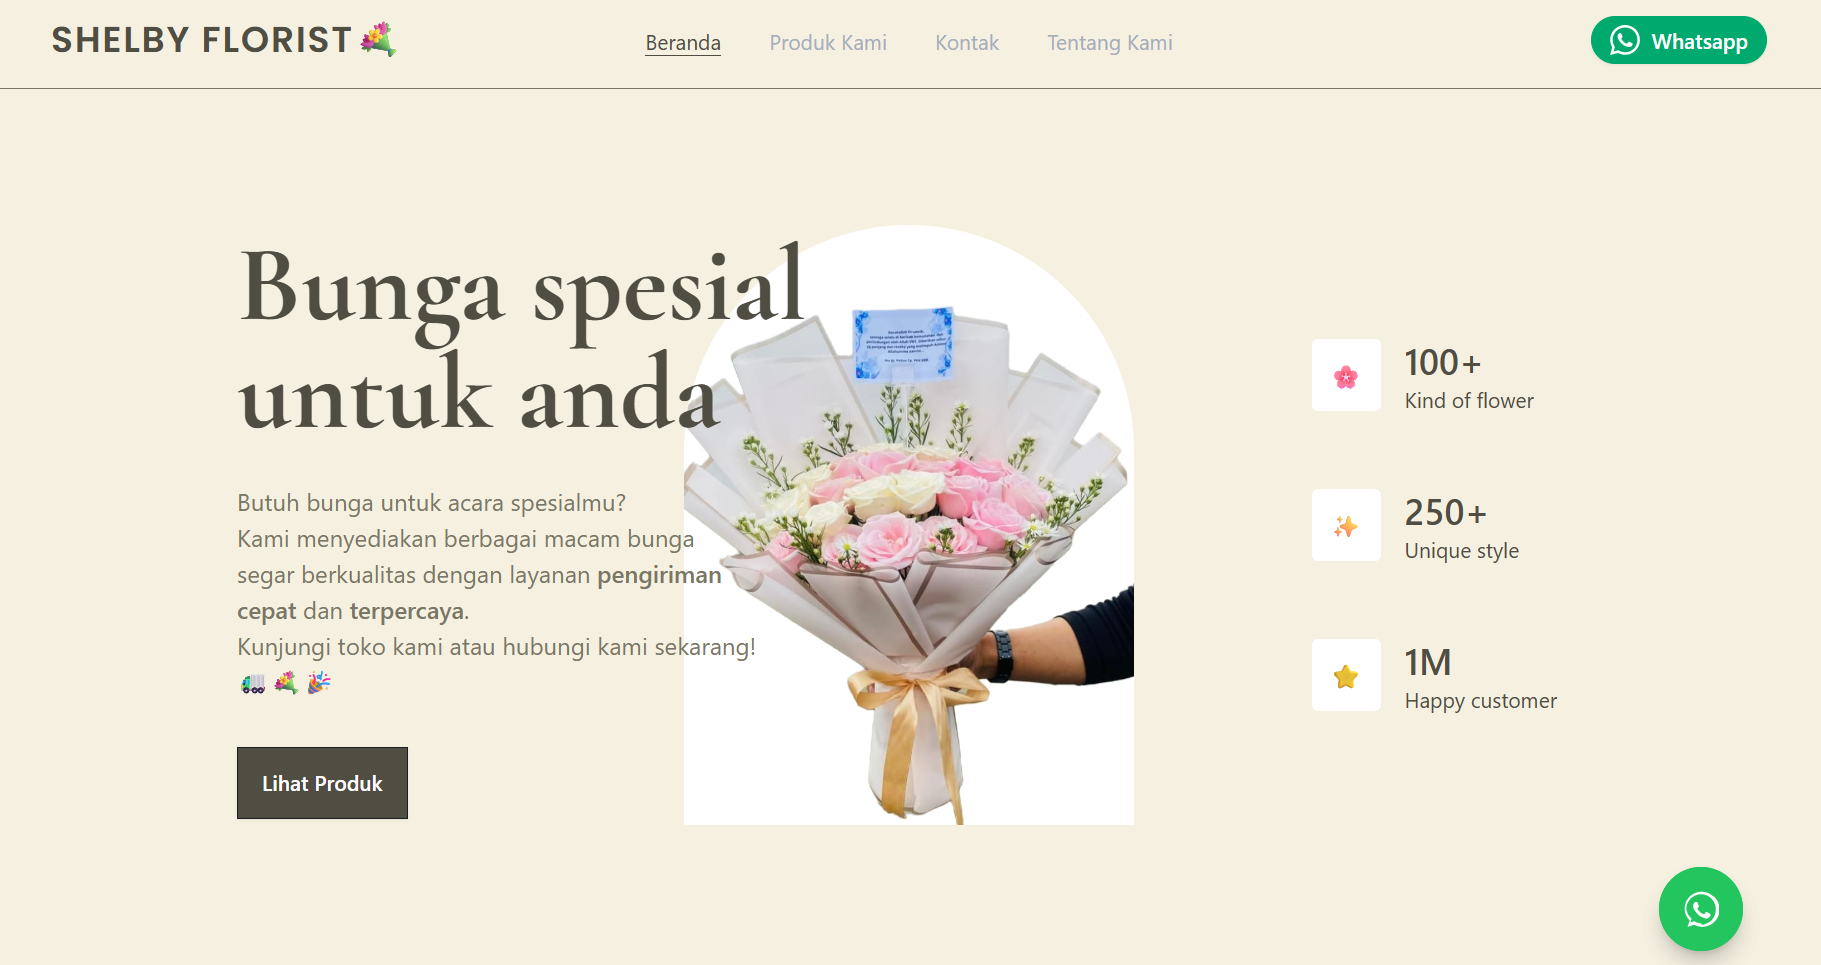 SHELBY FLORIST
Beranda
Produk Kami
Kontak
Tentang Kami
Whatsapp
Bunga spesial
untuk anda
Butuh bunga untuk acara spesialmu?
Kami menyediakan berbagai macam bunga
segar berkualitas dengan layanan pengiriman
cepat dan terpercaya.
Kunjungi toko kami atau hubungi kami sekarang!
Lihat Produk
100+
Kind of flower
250+
Unique style
1M
Happy customer